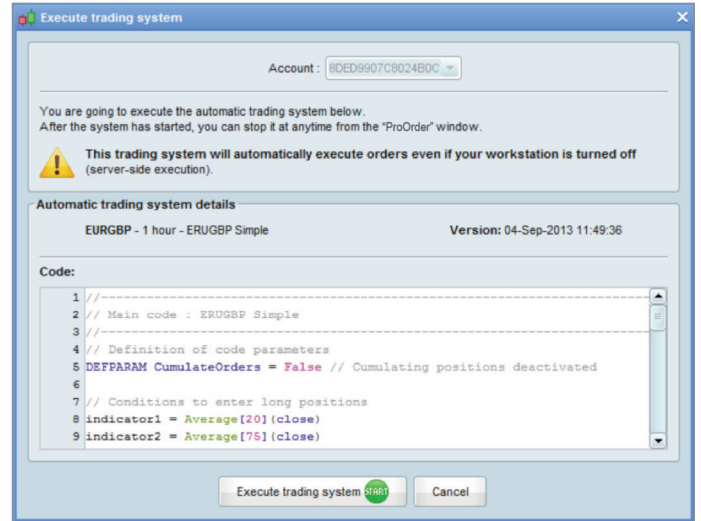 Execute trading system
Account : 8DED9907C8024B0C
You are going to execute the automatic trading system below.
After the system has started, you can stop it at anytime from the “ProOrder” window.
This trading system will automatically execute orders even if your workstation is turned off
(server-side execution).
Automatic trading system details
EURGBP - 1 hour - ERUGBP Simple Version: 04-Sep-2013 11:49:36
Code:
1 //--------------------------------------------------------------------------
2 // Main code : ERUGBP Simple
3 //--------------------------------------------------------------------------
4 // Definition of code parameters
5 DEFPARAM CumulateOrders = False // Cumulating positions deactivated
6
7 // Conditions to enter long positions
8 indicator1 = Average[20](close)
9 indicator2 = Average[75](close)
Execute trading system START Cancel